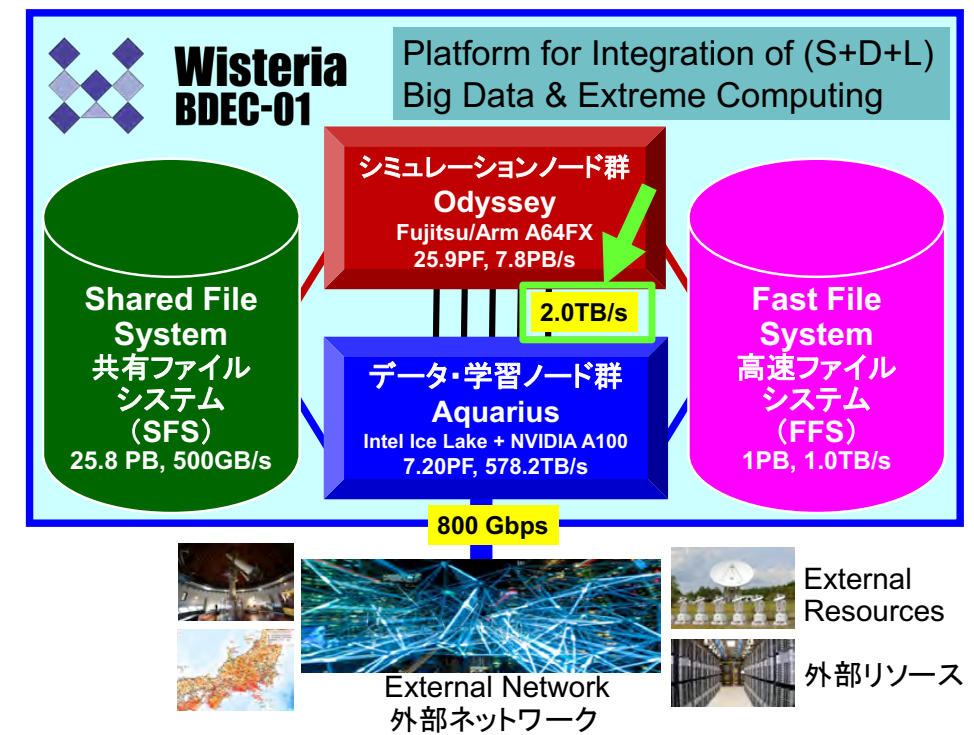 Wisteria
BDEC-01
Platform for Integration of (S+D+L)
Big Data & Extreme Computing
シミュレーションノード群
Odyssey
Fujitsu/Arm A64FX
25.9PF, 7.8PB/s
2.0TB/s
Shared File
System
共有ファイル
システム
（SFS）
25.8 PB, 500GB/s
データ・学習ノード群
Aquarius
Intel Ice Lake + NVIDIA A100
7.20PF, 578.2TB/s
Fast File
System
高速ファイル
システム
（FFS）
1PB, 1.0TB/s
800 Gbps
External
Resources
外部リソース
External Network
外部ネットワーク